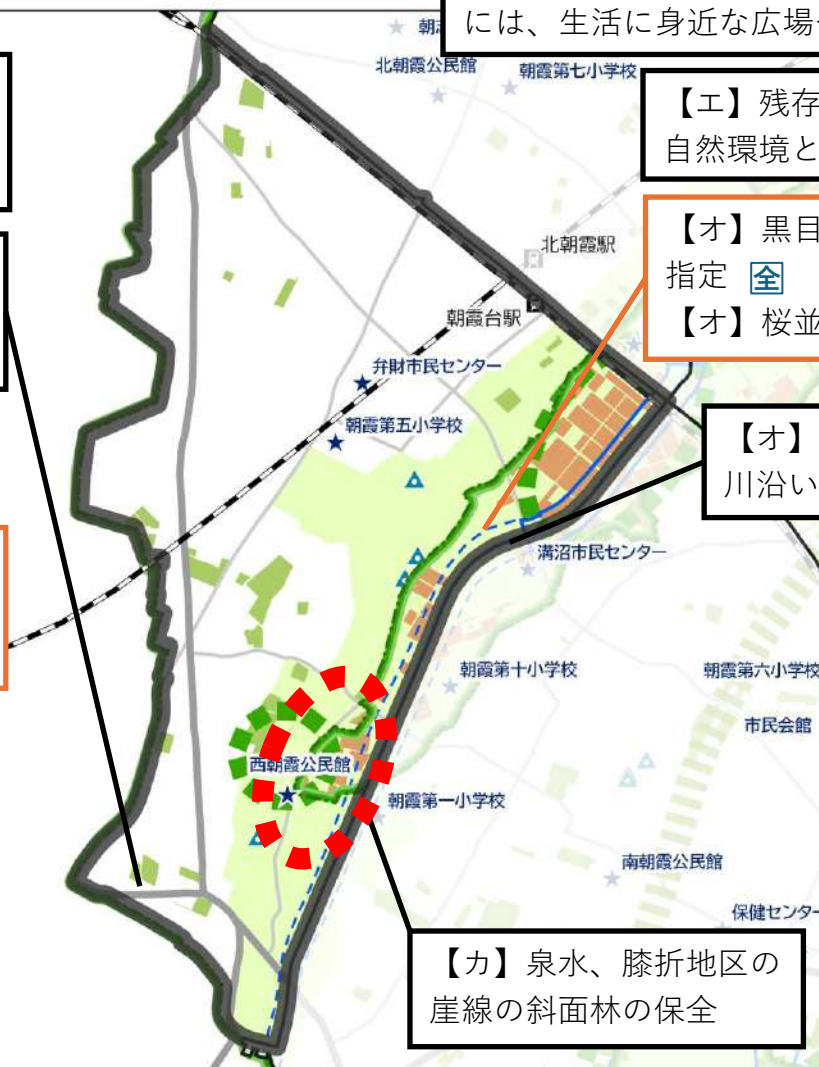 には、生活に身近な広場
朝
北朝霞公民館
朝霞第七小学校
【エ】残存
自然環境と
【オ】黒目
指定 全
【オ】桜並
北朝霞駅
朝霞台駅
弁財市民センター
朝霞第五小学校
【オ】
川沿い
溝沼市民センター
朝霞第十小学校
朝霞第六小学校
市民会館
西朝霞公民館
朝霞第一小学校
南朝霞公民館
保健センター
【カ】泉水、膝折地区の
崖線の斜面林の保全